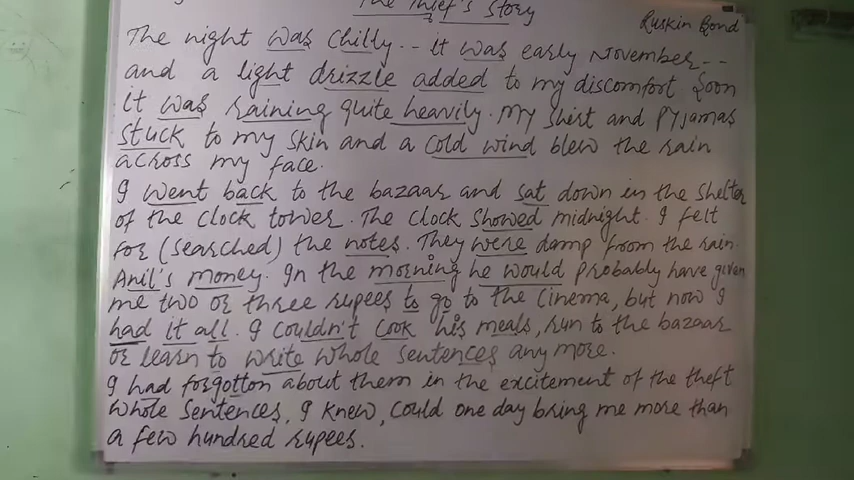 The Thief's Story
Ruskin Bond
The night was chilly -- it was early November --
and a light drizzle added to my discomfort Soon
it was raining quite heavily. My shirt and Pyjamas
stuck to my skin and a cold wind blew the rain
across my face.
I went back to the bazaar and sat down in the shelter
of the clock tower. The clock showed midnight. I felt
for (searched) the notes. They were damp from the rain.
Anil's money. In the morning he would probably have given
me two or three rupees to go to the cinema, but now I
had it all. I couldn't cook his meals, run to the bazaar
or learn to write whole sentences any more.
I had forgotton about them in the excitement of the theft
whole sentences, I knew, could one day bring me more than
a few hundred rupees.